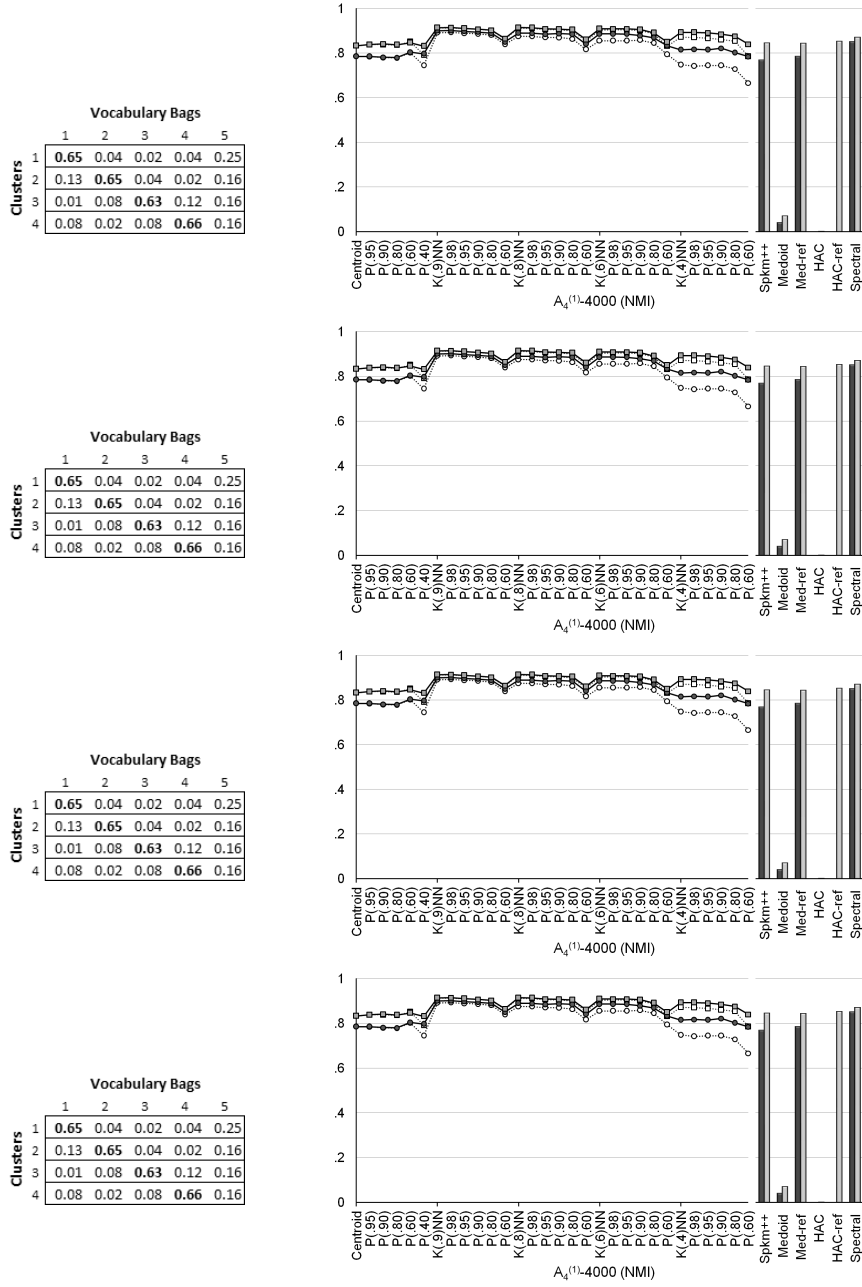 Vocabulary Bags
1 2 3 4 5
Clusters
1 0.65 0.04 0.02 0.04 0.25
2 0.13 0.65 0.04 0.02 0.16
3 0.01 0.08 0.63 0.12 0.16
4 0.08 0.02 0.08 0.66 0.16
1
.8
.6
.4
.2
0
Centroid P(.95) P(.90) P(.80) P(.60) P(.40) K(.9)NN P(.98) P(.95) P(.90) P(.80) P(.60) K(.8)NN P(.98) P(.95) P(.90) P(.80) P(.60) K(.6)NN P(.98) P(.95) P(.90) P(.80) P(.60) K(.4)NN P(.98) P(.95) P(.90) P(.80) P(.60)
Spkm++ Medoid Med-ref HAC HAC-ref Spectral
A4(1)-4000 (NMI)
Vocabulary Bags
1 2 3 4 5
Clusters
1 0.65 0.04 0.02 0.04 0.25
2 0.13 0.65 0.04 0.02 0.16
3 0.01 0.08 0.63 0.12 0.16
4 0.08 0.02 0.08 0.66 0.16
1
.8
.6
.4
.2
0
Centroid P(.95) P(.90) P(.80) P(.60) P(.40) K(.9)NN P(.98) P(.95) P(.90) P(.80) P(.60) K(.8)NN P(.98) P(.95) P(.90) P(.80) P(.60) K(.6)NN P(.98) P(.95) P(.90) P(.80) P(.60) K(.4)NN P(.98) P(.95) P(.90) P(.80) P(.60)
Spkm++ Medoid Med-ref HAC HAC-ref Spectral
A4(1)-4000 (NMI)
Vocabulary Bags
1 2 3 4 5
Clusters
1 0.65 0.04 0.02 0.04 0.25
2 0.13 0.65 0.04 0.02 0.16
3 0.01 0.08 0.63 0.12 0.16
4 0.08 0.02 0.08 0.66 0.16
1
.8
.6
.4
.2
0
Centroid P(.95) P(.90) P(.80) P(.60) P(.40) K(.9)NN P(.98) P(.95) P(.90) P(.80) P(.60) K(.8)NN P(.98) P(.95) P(.90) P(.80) P(.60) K(.6)NN P(.98) P(.95) P(.90) P(.80) P(.60) K(.4)NN P(.98) P(.95) P(.90) P(.80) P(.60)
Spkm++ Medoid Med-ref HAC HAC-ref Spectral
A4(1)-4000 (NMI)
Vocabulary Bags
1 2 3 4 5
Clusters
1 0.65 0.04 0.02 0.04 0.25
2 0.13 0.65 0.04 0.02 0.16
3 0.01 0.08 0.63 0.12 0.16
4 0.08 0.02 0.08 0.66 0.16
1
.8
.6
.4
.2
0
Centroid P(.95) P(.90) P(.80) P(.60) P(.40) K(.9)NN P(.98) P(.95) P(.90) P(.80) P(.60) K(.8)NN P(.98) P(.95) P(.90) P(.80) P(.60) K(.6)NN P(.98) P(.95) P(.90) P(.80) P(.60) K(.4)NN P(.98) P(.95) P(.90) P(.80) P(.60)
Spkm++ Medoid Med-ref HAC HAC-ref Spectral
A4(1)-4000 (NMI)